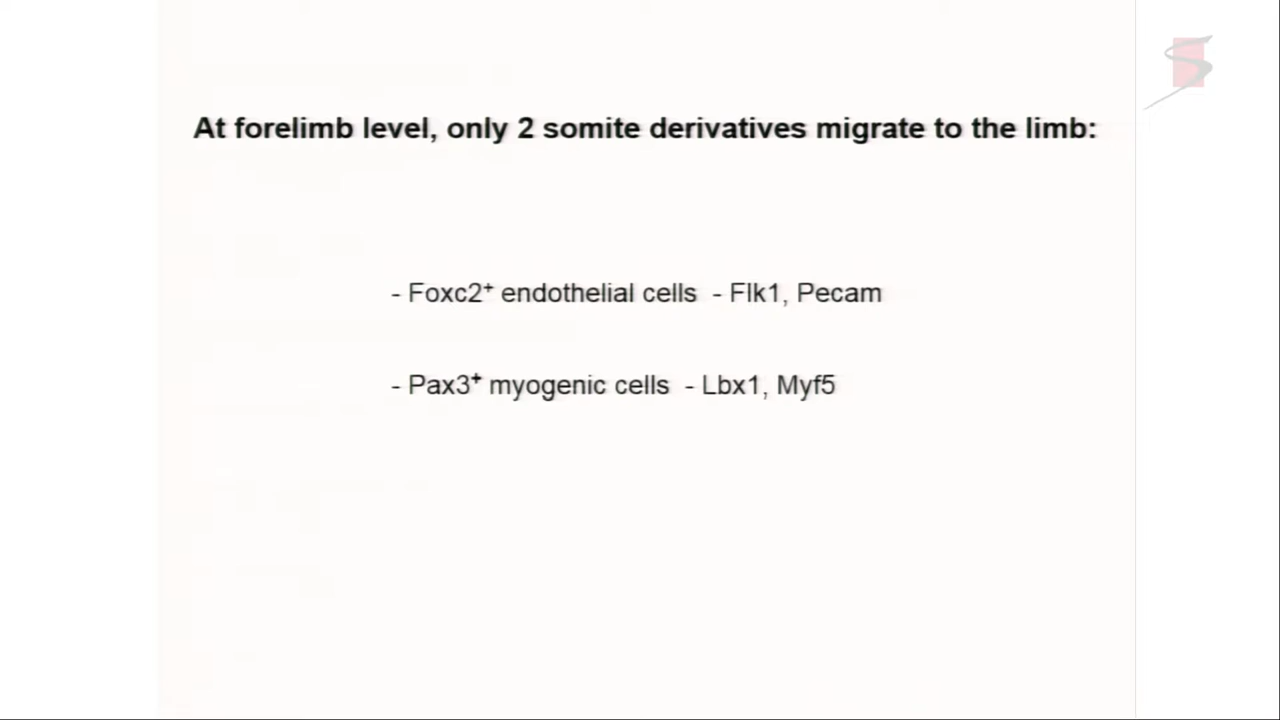 At forelimb level, only 2 somite derivatives migrate to the limb:
- Foxc2⁺ endothelial cells - Flk1, Pecam
- Pax3⁺ myogenic cells - Lbx1, Myf5